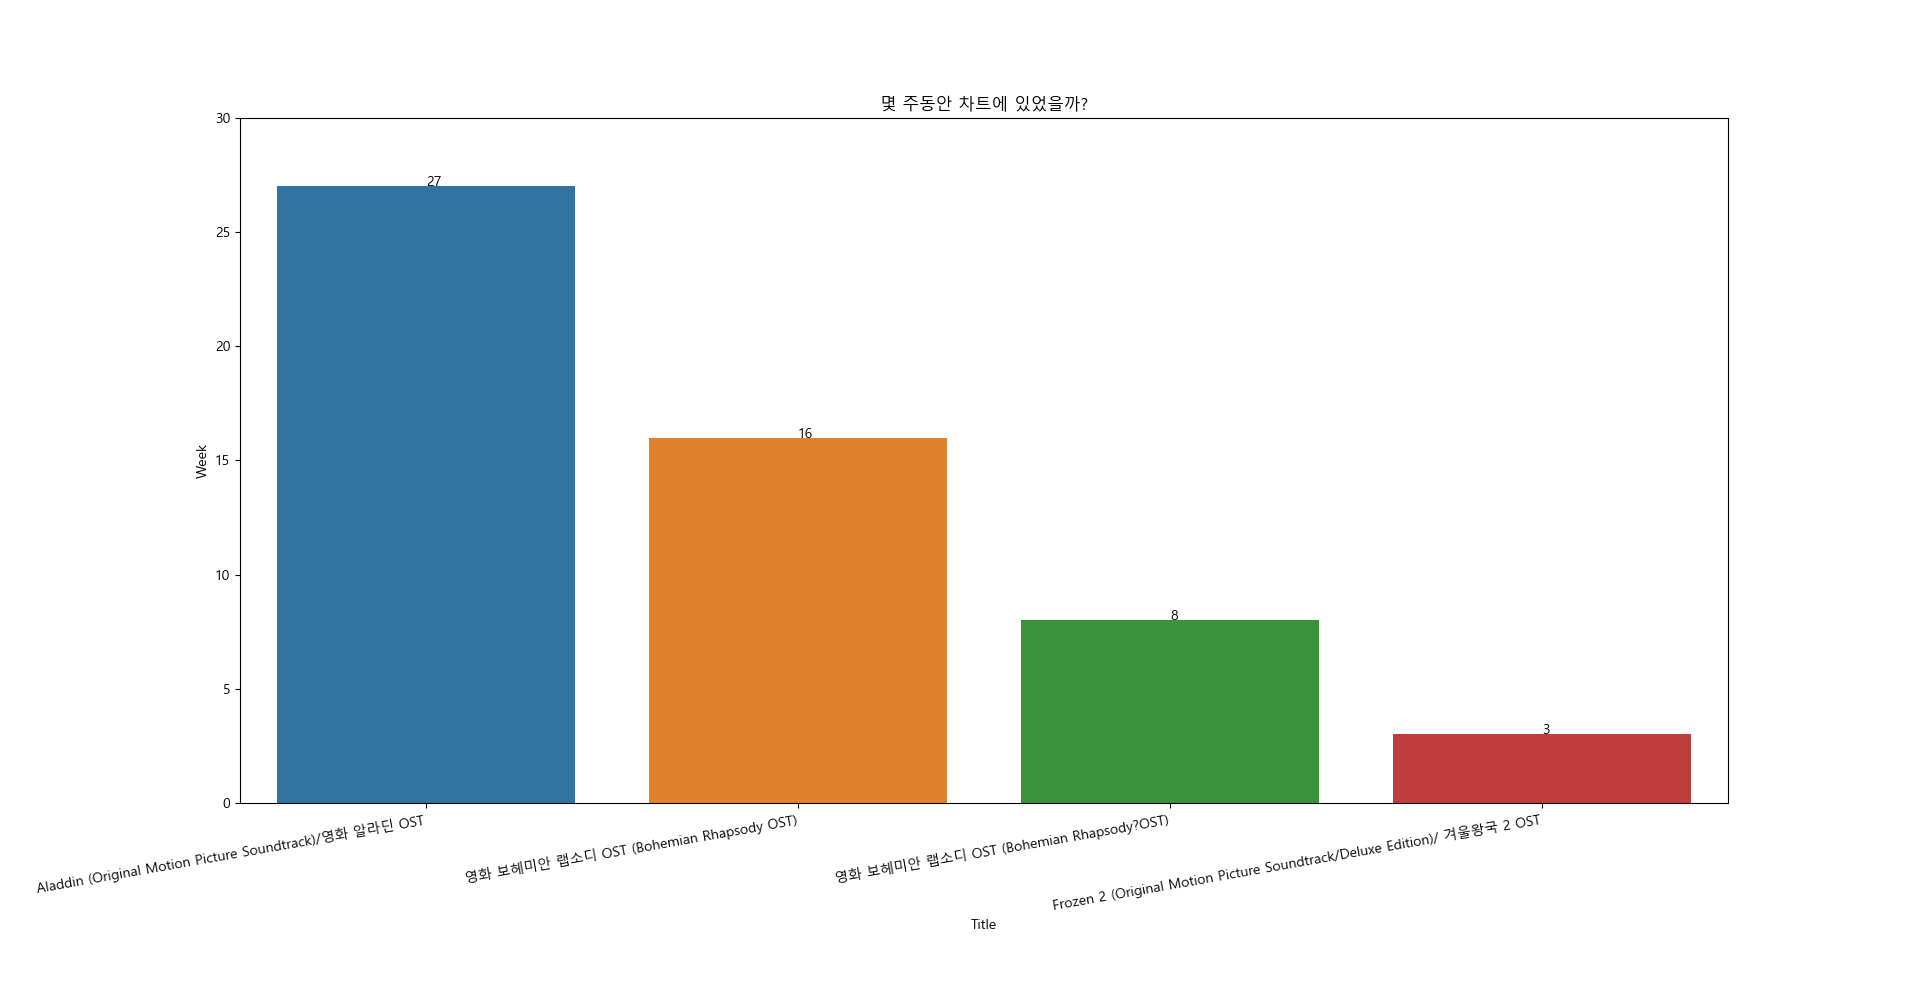 몇 주동안 차트에 있었을까?
30
25
20
15
10
5
0
Week
27
16
8
3
Aladdin (Original Motion Picture Soundtrack)/영화 알라딘 OST
영화 보헤미안 랩소디 OST (Bohemian Rhapsody OST)
영화 보헤미안 랩소디 OST (Bohemian Rhapsody?OST)
Frozen 2 (Original Motion Picture Soundtrack/Deluxe Edition)/ 겨울왕국 2 OST
Title